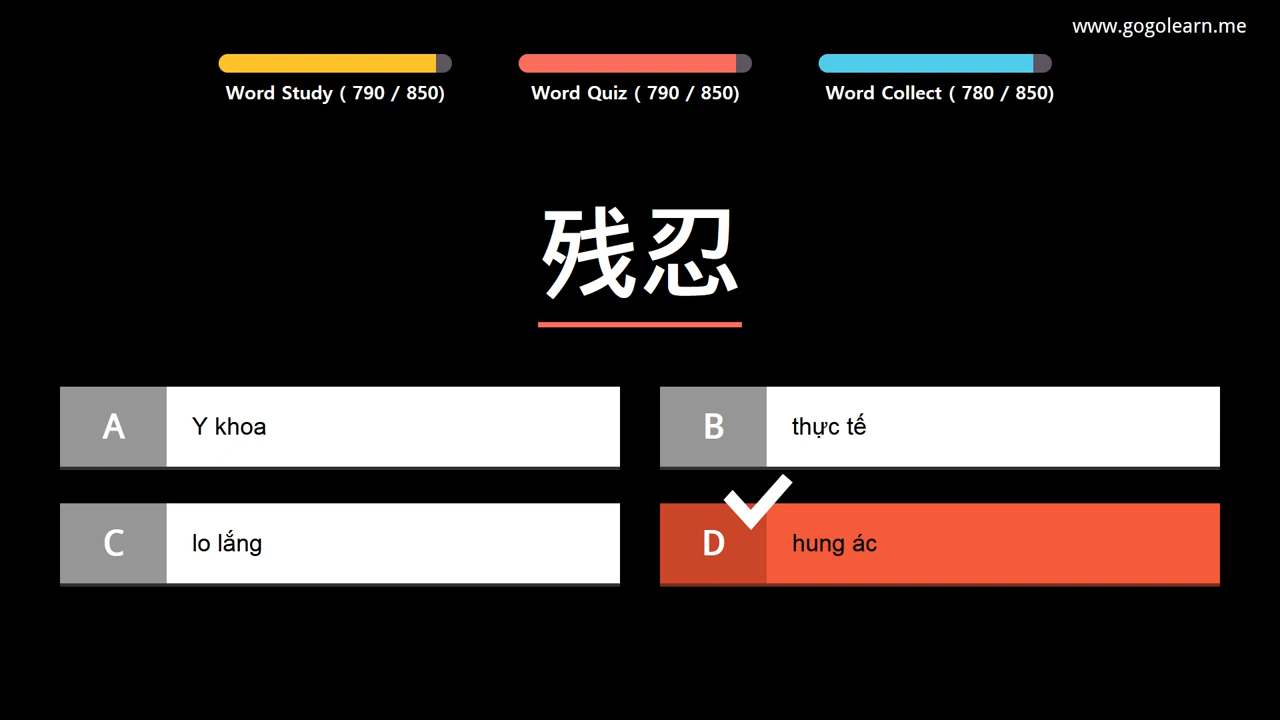 www.gogolearn.me
Word Study ( 790 / 850)
Word Quiz ( 790 / 850)
Word Collect ( 780 / 850)
残忍
A Y khoa
B thực tế
C lo lắng
D hung ác